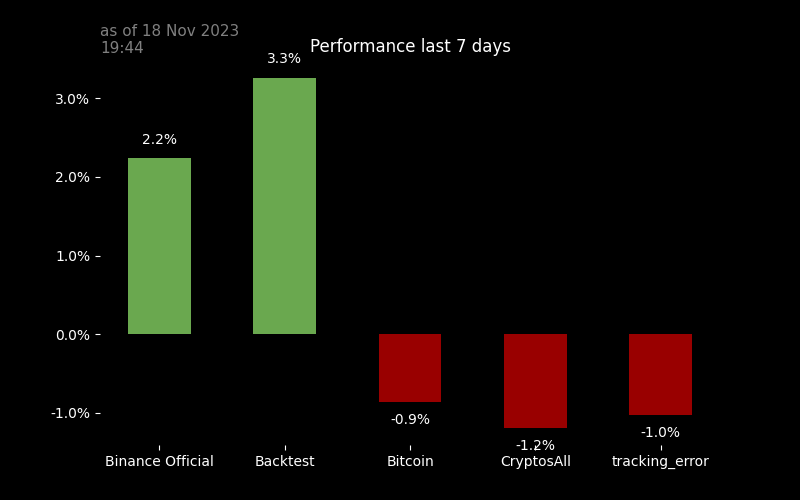 as of 18 Nov 2023
19:44
Performance last 7 days
3.3%
3.0%
2.2%
2.0%
1.0%
0.0%
-1.0%
-0.9%
-1.0%
-1.2%
Binance Official
Backtest
Bitcoin
CryptosAll
tracking_error